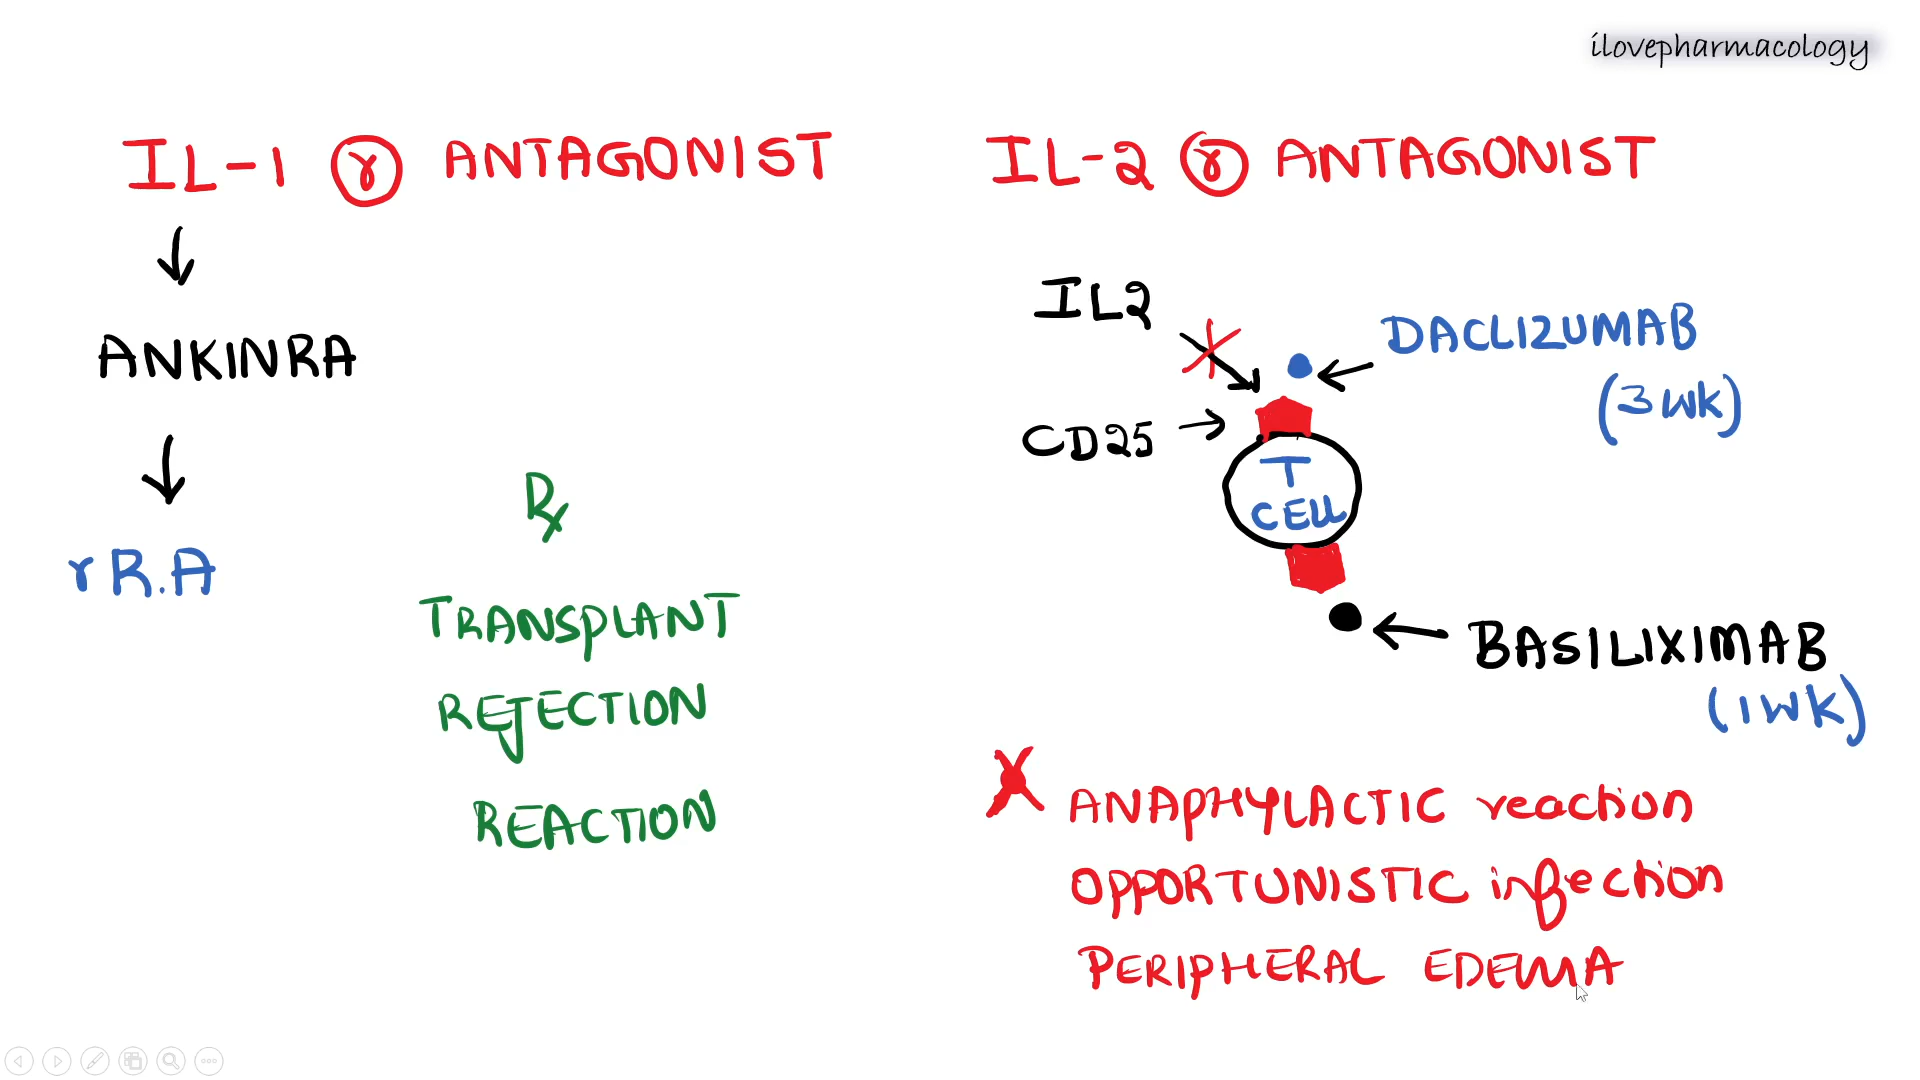 ilovepharmacology
IL-1 r ANTAGONIST
ANKINRA
rR.A
Rx
TRANSPLANT
REJECTION
REACTION
IL-2 r ANTAGONIST
IL2
DACLIZUMAB
(3 WK)
CD25
T
CELL
BASILIXIMAB
(1 WK)
X ANAPHYLACTIC reaction
OPPORTUNISTIC infection
PERIPHERAL EDEMA